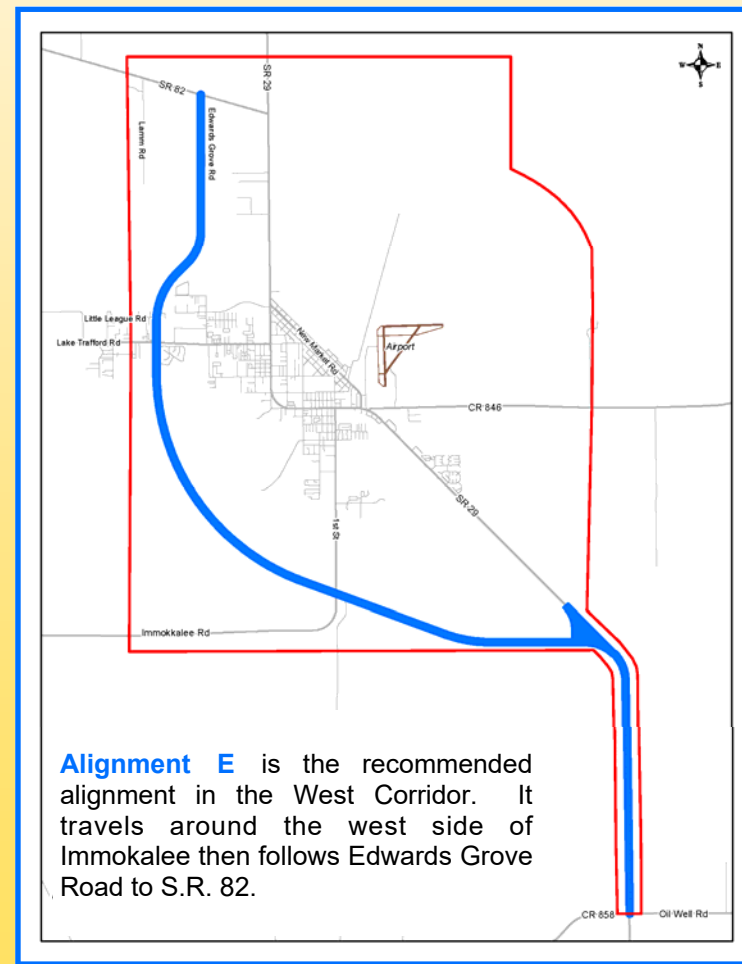 N
W E
S
SR 82
SR 29
Edwards Grove Rd
Lamm Rd
Little League Rd
Lake Trafford Rd
New Market Rd
Airport
CR 846
SR 29
1st St
Immokkalee Rd
Alignment E is the recommended
alignment in the West Corridor. It
travels around the west side of
Immokalee then follows Edwards Grove
Road to S.R. 82.
CR 858
Oil Well Rd